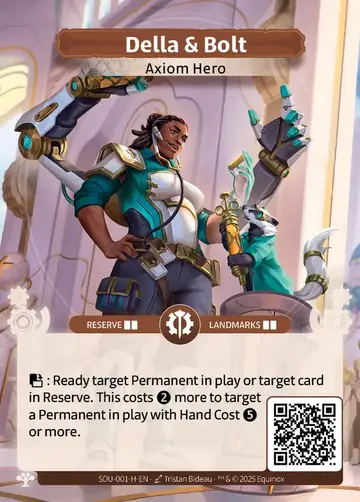 Della & Bolt
Axiom Hero
RESERVE
LANDMARKS
: Ready target Permanent in play or target card
in Reserve. This costs 2 more to target
a Permanent in play with Hand Cost 5
or more.
SDU-001-H-EN - Tristan Bideau - ™ & © 2025 Equinox